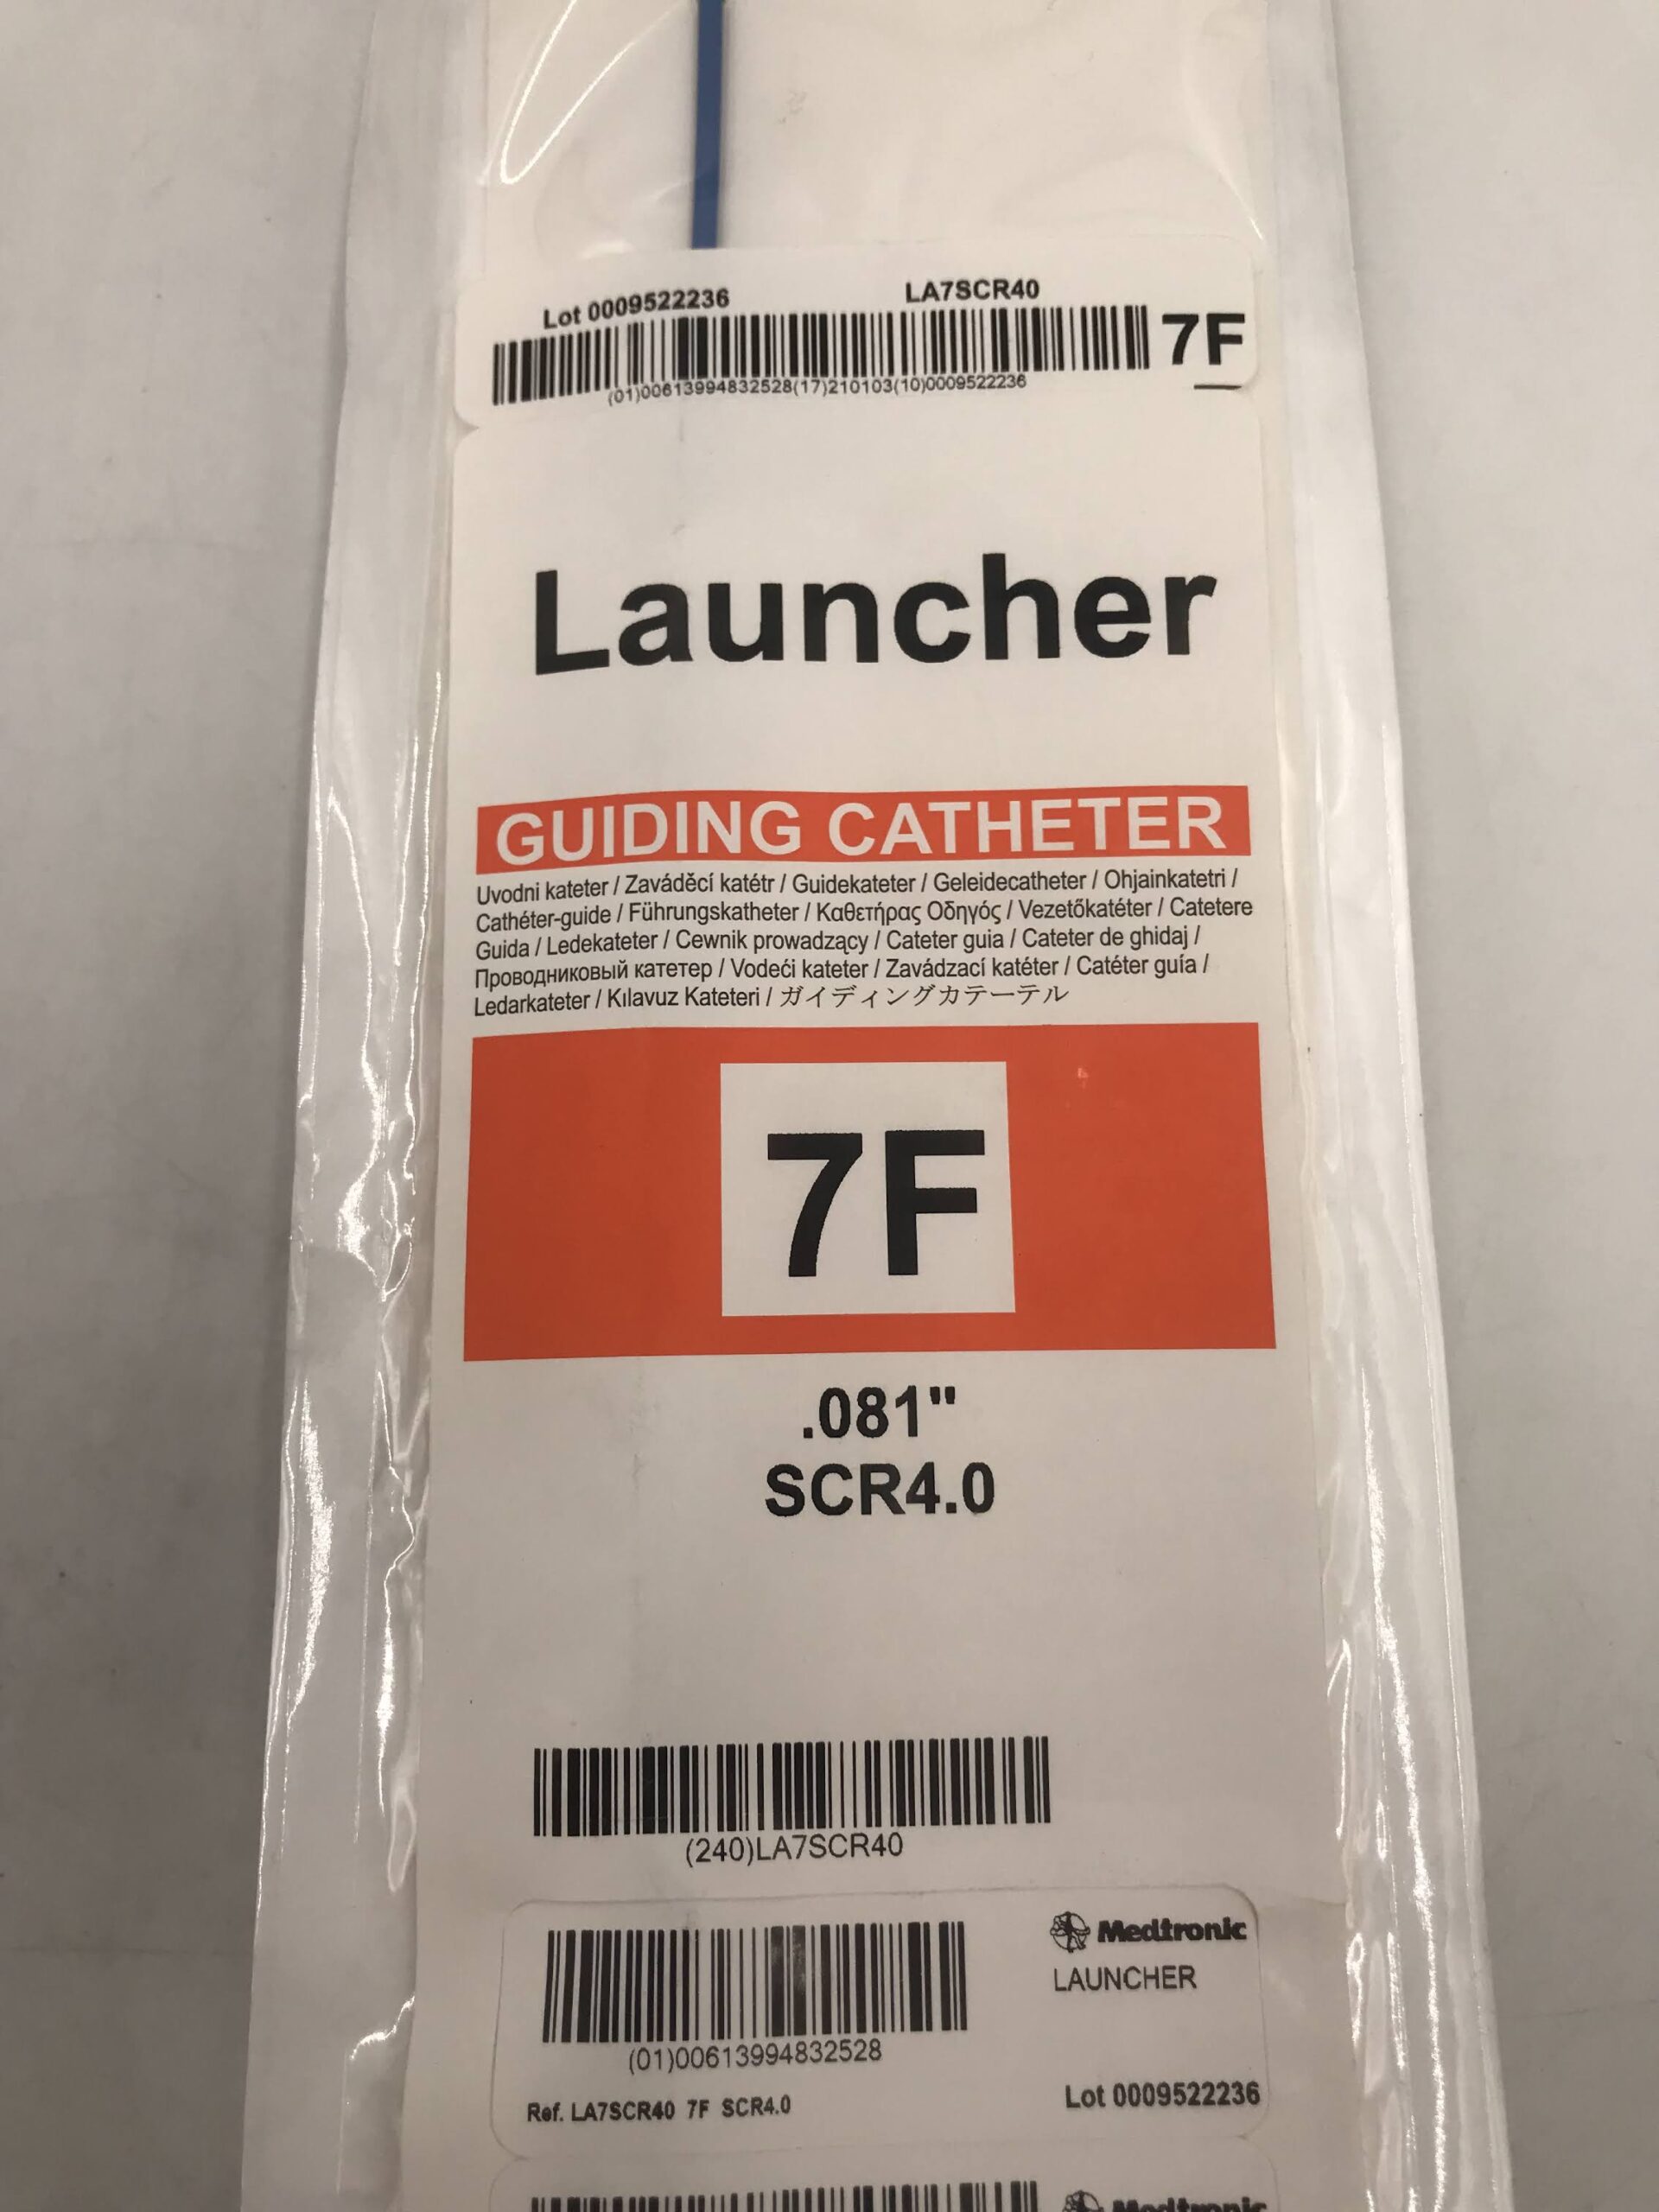 Lot 0009522236 LA7SCR40
7F
(01)00613994832528(17)210103(10)0009522236
Launcher
GUIDING CATHETER
Uvodni kateter / Zaváděcí katétr / Guidekateter / Geleidecatheter / Ohjainkatetri /
Cathéter-guide / Führungskatheter / Καθετήρας Οδηγός / Vezetőkatéter / Catetere
Guida / Ledekateter / Cewnik prowadzący / Cateter guia / Cateter de ghidaj /
Проводниковый катетер / Vodeći kateter / Zavádzací katéter / Catéter guía /
Ledarkateter / Kılavuz Kateteri / ガイディングカテーテル
7F
.081"
SCR4.0
(240)LA7SCR40
Medtronic
LAUNCHER
(01)00613994832528
Ref. LA7SCR40 7F SCR4.0
Lot 0009522236
Medtronic